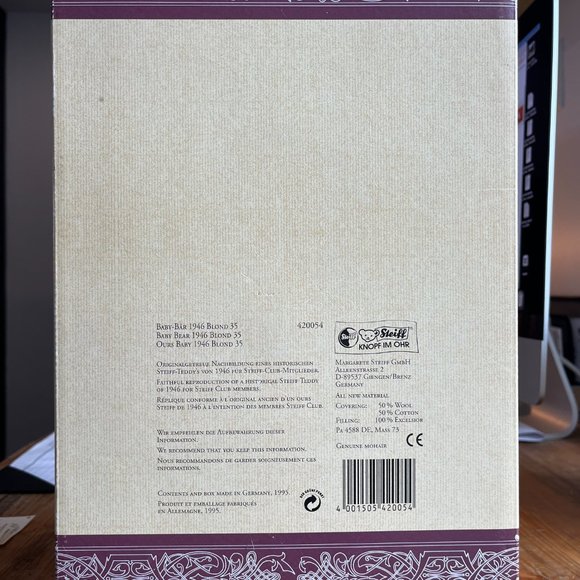 Baby-Bär 1946 Blond 35 420054
Baby Bear 1946 Blond 35
Ours Baby 1946 Blond 35
Originalgetreue Nachbildung eines historischen
Steiff-Teddys von 1946 für Steiff-Club-Mitglieder.
Faithful reproduction of a historical Steiff Teddy
of 1946 for Steiff Club members.
Réplique conforme à l'original ancien d'un ours
Steiff de 1946 à l'intention des membres Steiff Club.
Wir empfehlen die Aufbewahrung dieser
Information.
We recommend that you keep this information.
Nous recommandons de garder soigneusement ces
informations.
Contents and box made in Germany, 1995.
Produit et emballage fabriqués
en Allemagne, 1995.
Steiff
KNOPF IM OHR
Margarete Steiff GmbH
Alleenstrasse 2
D-89537 Giengen/Brenz
Germany
All new material
Covering: 50 % Wool
50 % Cotton
Filling: 100 % Excelsior
Pa 4588 DE, Mass 73
Genuine mohair
CE
DER GRÜNE PUNKT
4 001505 420054